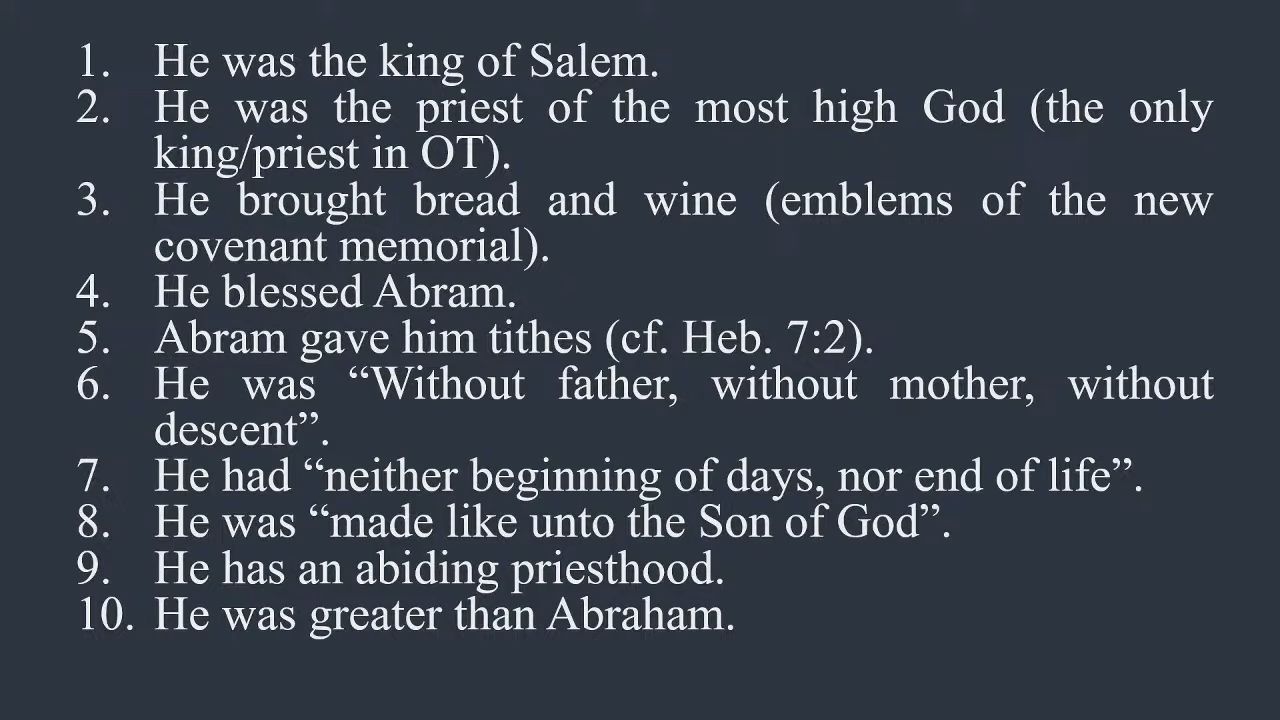 1. He was the king of Salem.
2. He was the priest of the most high God (the only
king/priest in OT).
3. He brought bread and wine (emblems of the new
covenant memorial).
4. He blessed Abram.
5. Abram gave him tithes (cf. Heb. 7:2).
6. He was “Without father, without mother, without
descent”.
7. He had “neither beginning of days, nor end of life”.
8. He was “made like unto the Son of God”.
9. He has an abiding priesthood.
10. He was greater than Abraham.